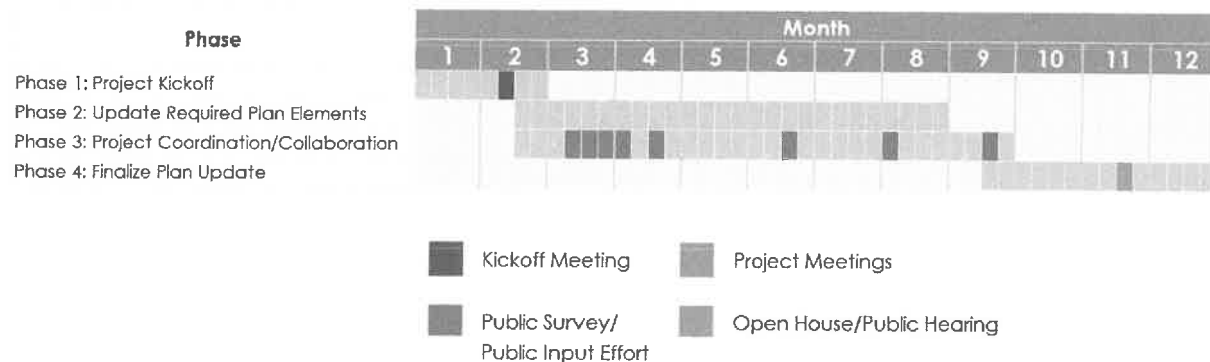 Phase
Month
1 2 3 4 5 6 7 8 9 10 11 12
Phase 1: Project Kickoff
Phase 2: Update Required Plan Elements
Phase 3: Project Coordination/Collaboration
Phase 4: Finalize Plan Update
Kickoff Meeting
Project Meetings
Public Survey/
Public Input Effort
Open House/Public Hearing